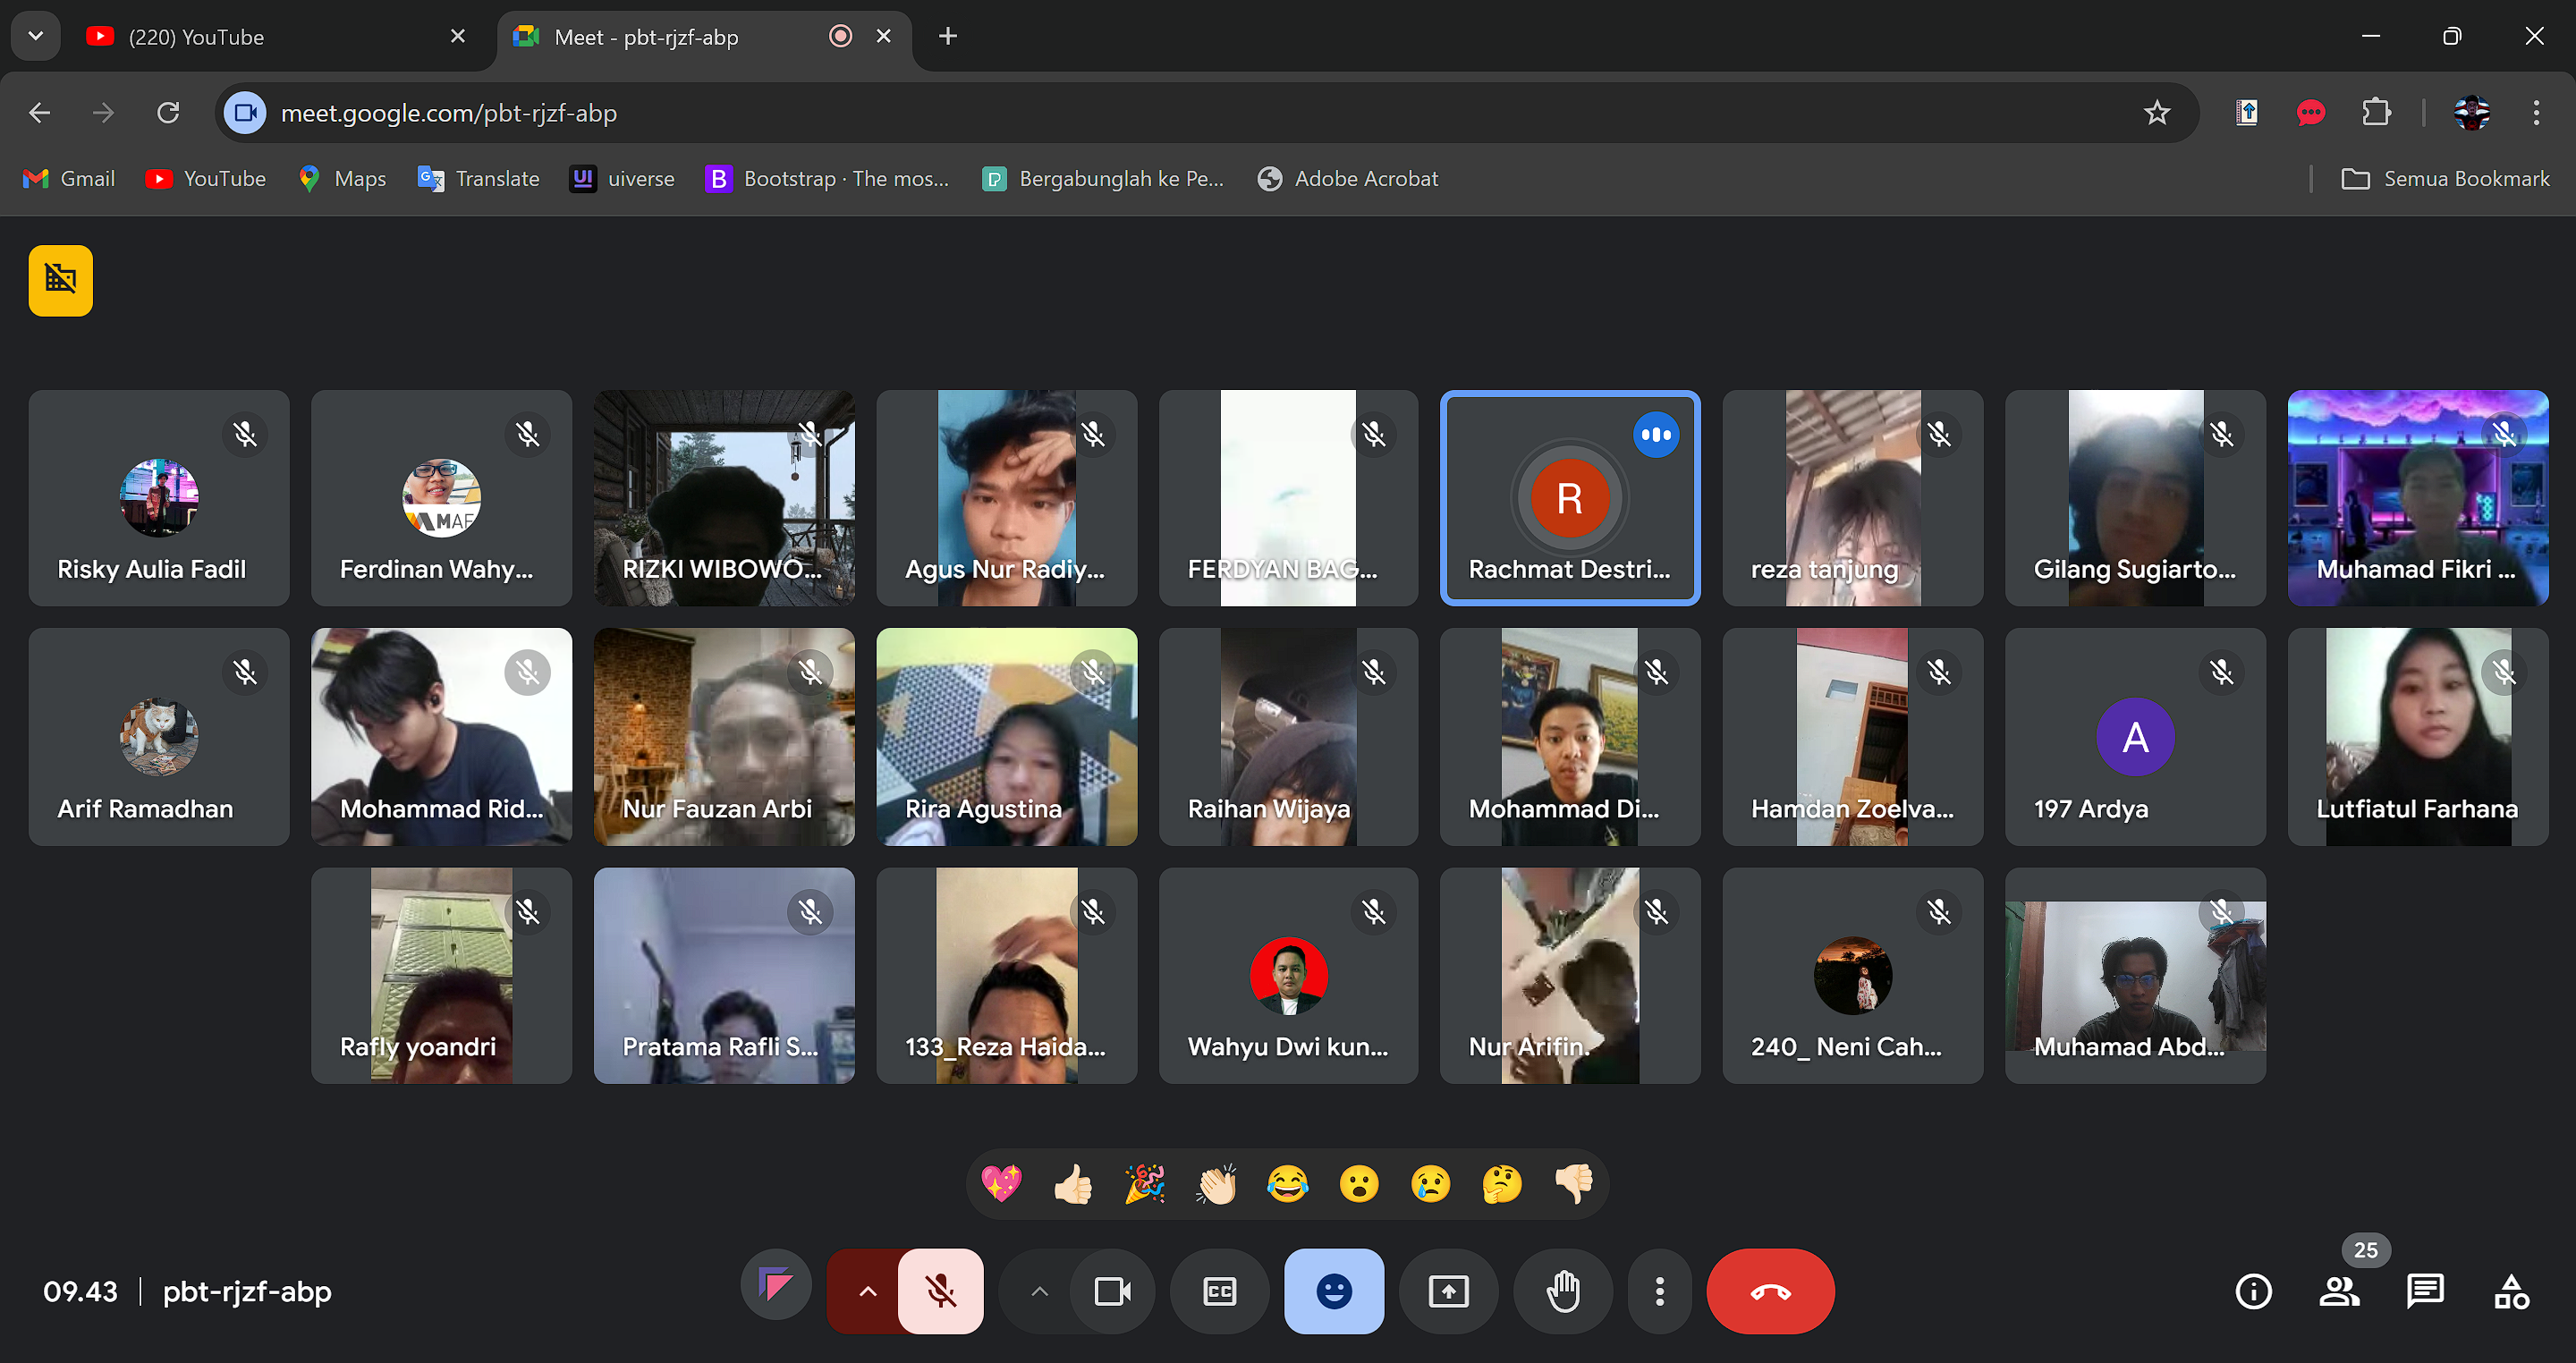 (220) YouTube
Meet - pbt-rjzf-abp
meet.google.com/pbt-rjzf-abp
Gmail
YouTube
Maps
Translate
UI
uiverse
B
Bootstrap · The mos...
Bergabunglah ke Pe...
Adobe Acrobat
Semua Bookmark
MAF
R
Risky Aulia Fadil
Ferdinan Wahy...
RIZKI WIBOWO...
Agus Nur Radiy...
FERDYAN BAG...
Rachmat Destri...
reza tanjung
Gilang Sugiarto...
Muhamad Fikri ...
A
Arif Ramadhan
Mohammad Rid...
Nur Fauzan Arbi
Rira Agustina
Raihan Wijaya
Mohammad Di...
Hamdan Zoelva...
197 Ardya
Lutfiatul Farhana
Rafly yoandri
Pratama Rafli S...
133_Reza Haida...
Wahyu Dwi kun...
Nur Arifin.
240_ Neni Cah...
Muhamad Abd...
25
09.43
pbt-rjzf-abp
CC